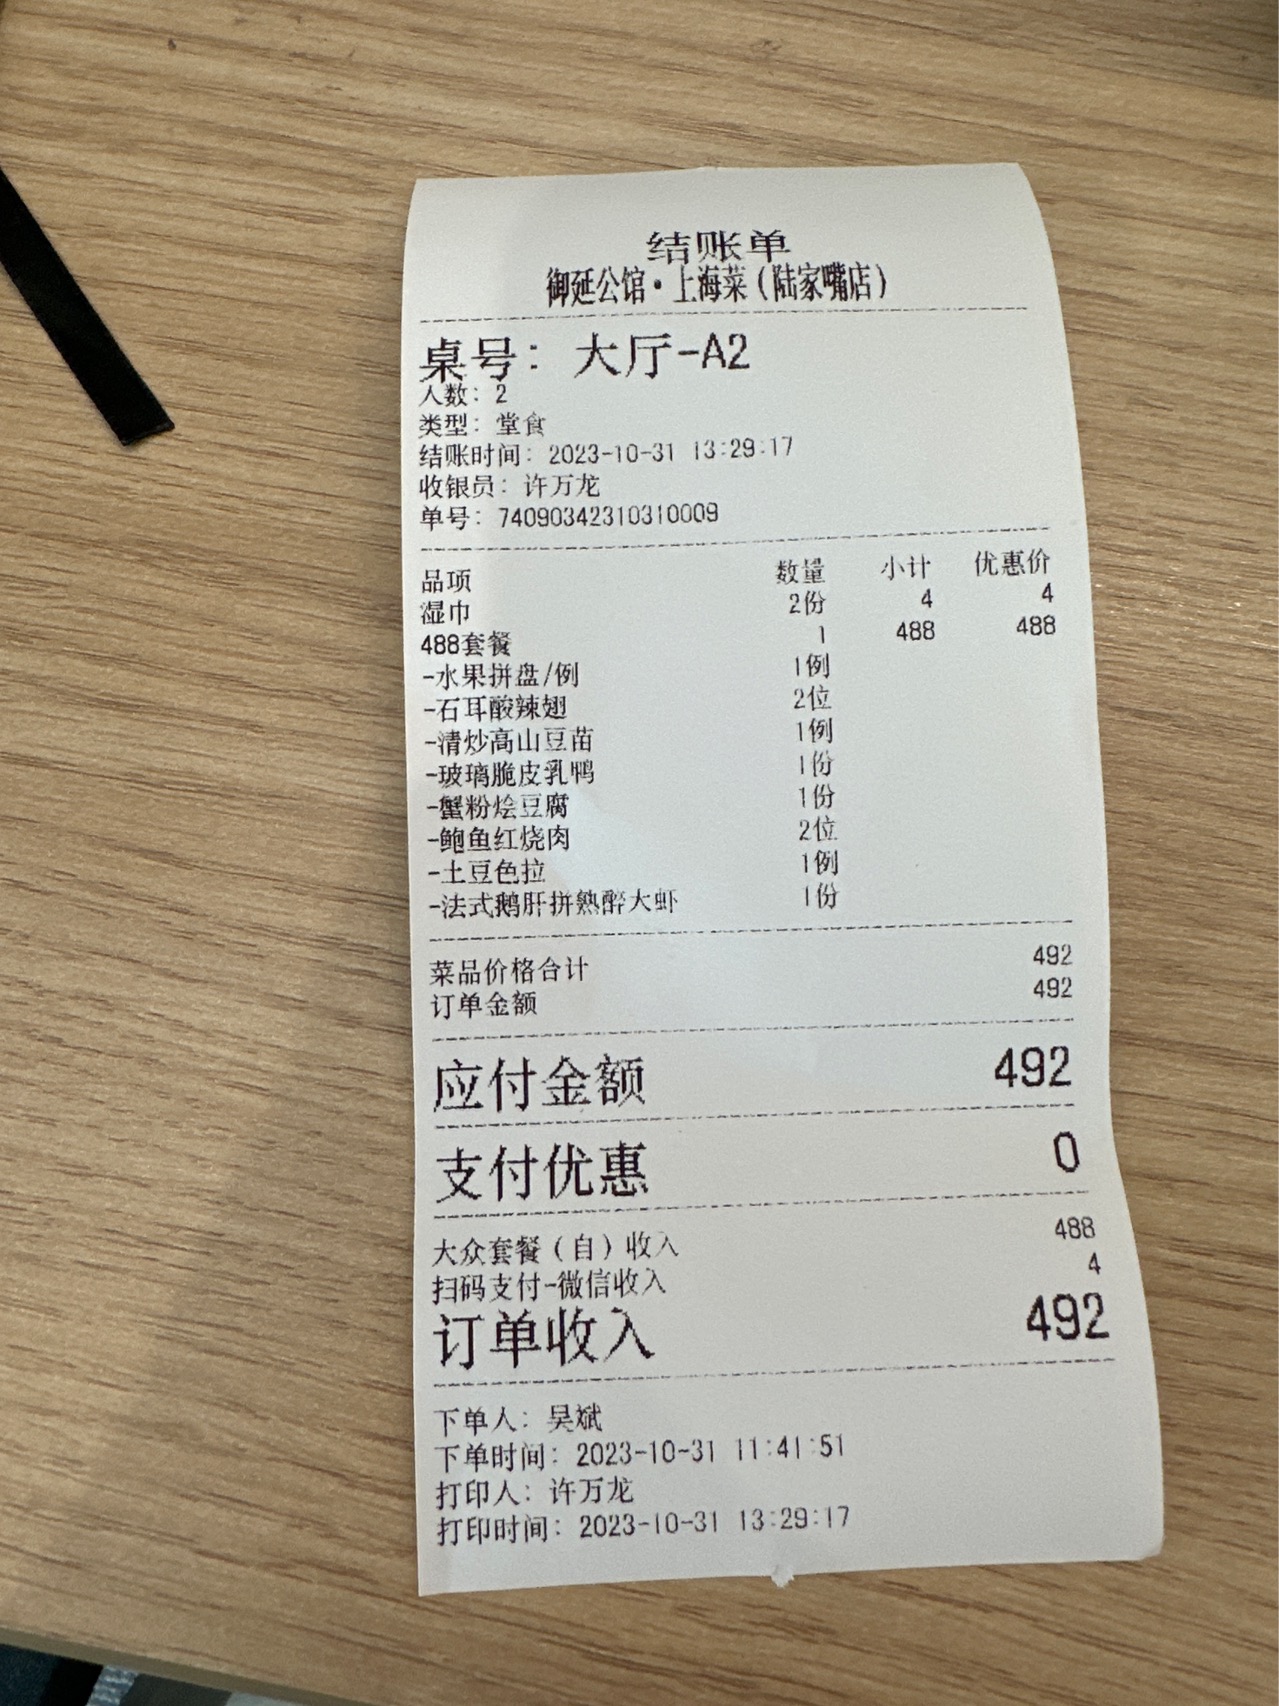 结账单
御延公馆·上海菜(陆家嘴店)
桌号: 大厅-A2
人数: 2
类型: 堂食
结账时间: 2023-10-31 13:29:17
收银员: 许万龙
单号: 74090342310310009
品项 数量 小计 优惠价
湿巾 2份 4 4
488套餐 1 488 488
-水果拼盘/例 1例
-石耳酸辣翅 2位
-清炒高山豆苗 1例
-玻璃脆皮乳鸭 1份
-蟹粉烩豆腐 1份
-鲍鱼红烧肉 2位
-土豆色拉 1例
-法式鹅肝拼熟醉大虾 1份
菜品价格合计 492
订单金额 492
应付金额 492
支付优惠 0
大众套餐(自)收入 488
扫码支付-微信收入 4
订单收入 492
下单人: 吴斌
下单时间: 2023-10-31 11:41:51
打印人: 许万龙
打印时间: 2023-10-31 13:29:17